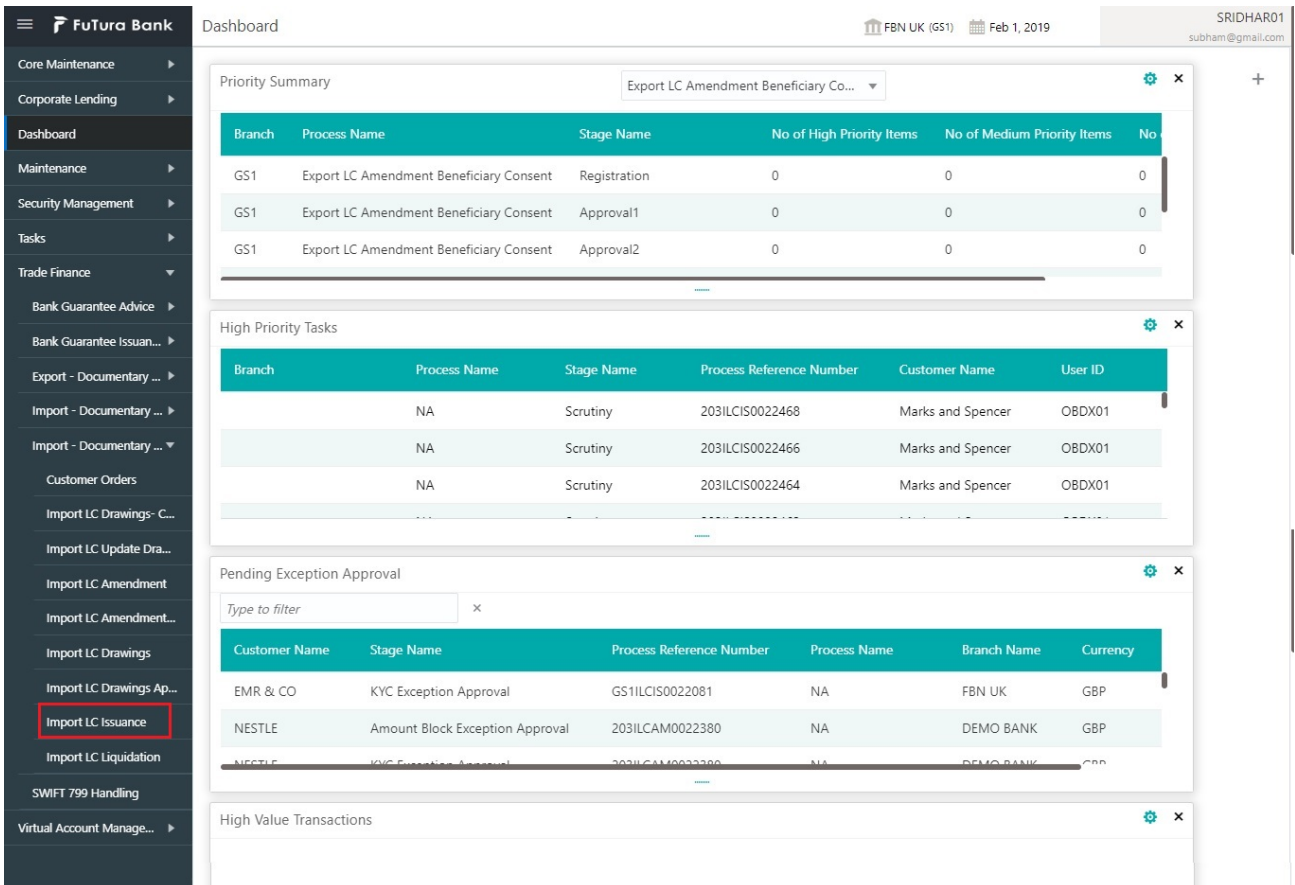 FuTura Bank
Dashboard
FBN UK (GS1)
Feb 1, 2019
SRIDHAR01
subham@gmail.com
Core Maintenance
Corporate Lending
Dashboard
Maintenance
Security Management
Tasks
Trade Finance
Bank Guarantee Advice
Bank Guarantee Issuan...
Export - Documentary ...
Import - Documentary ...
Import - Documentary ...
Customer Orders
Import LC Drawings- C...
Import LC Update Dra...
Import LC Amendment
Import LC Amendment...
Import LC Drawings
Import LC Drawings Ap...
Import LC Issuance
Import LC Liquidation
SWIFT 799 Handling
Virtual Account Manage...
Priority Summary
Export LC Amendment Beneficiary Co...
Branch Process Name Stage Name No of High Priority Items No of Medium Priority Items No
GS1 Export LC Amendment Beneficiary Consent Registration 0 0 0
GS1 Export LC Amendment Beneficiary Consent Approval1 0 0 0
GS1 Export LC Amendment Beneficiary Consent Approval2 0 0 0
High Priority Tasks
Branch Process Name Stage Name Process Reference Number Customer Name User ID
NA Scrutiny 203ILCIS0022468 Marks and Spencer OBDX01
NA Scrutiny 203ILCIS0022466 Marks and Spencer OBDX01
NA Scrutiny 203ILCIS0022464 Marks and Spencer OBDX01
Pending Exception Approval
Type to filter
Customer Name Stage Name Process Reference Number Process Name Branch Name Currency
EMR & CO KYC Exception Approval GS1ILCIS0022081 NA FBN UK GBP
NESTLE Amount Block Exception Approval 203ILCAM0022380 NA DEMO BANK GBP
NESTLE KYC Exception Approval 203ILCAM0022380 NA DEMO BANK GBP
High Value Transactions